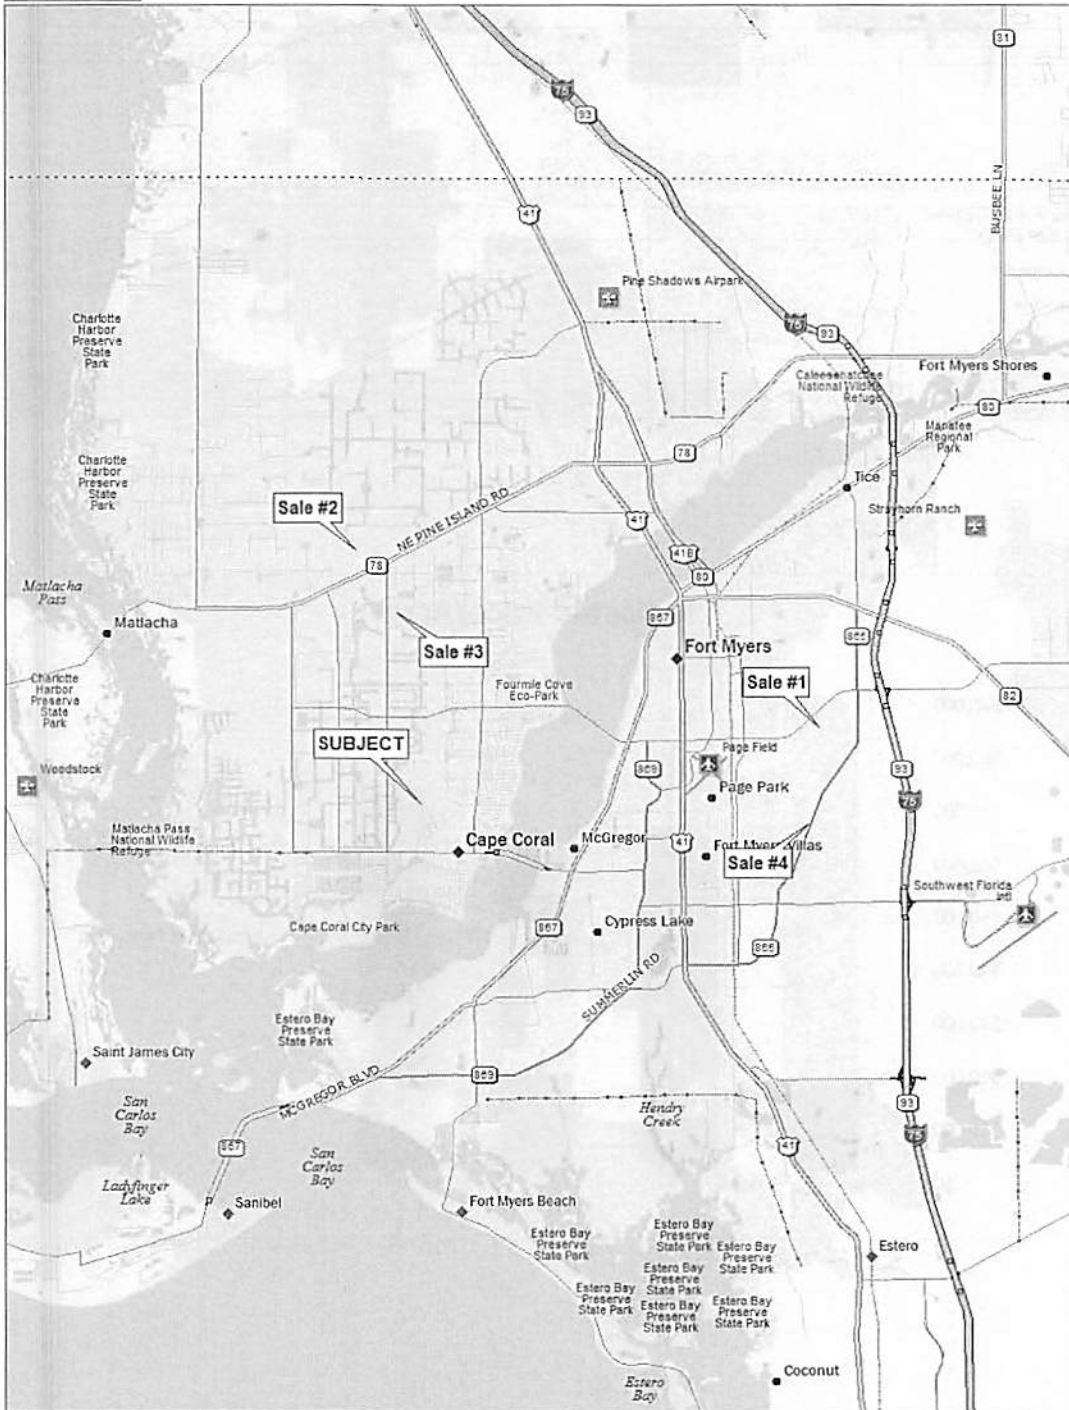 31
75
93
41
BUSBEE LN
Pine Shadows Airpark
75
93
Charlotte
Harbor
Preserve
State
Park
Fort Myers Shores
Caloosahatchee
National Wildlife
Refuge
80
Manatee
Regional
Park
78
Charlotte
Harbor
Preserve
State
Park
Tice
Sale #2
NE PINE ISLAND RD
Strayhorn Ranch
41
41B
78
80
Matlacha
Pass
Matlacha
867
865
Sale #3
Fort Myers
Charlotte
Harbor
Preserve
State
Park
Fourmile Cove
Eco-Park
Sale #1
82
SUBJECT
Page Field
Woodstock
869
93
Page Park
75
Matlacha Pass
National Wildlife
Refuge
Cape Coral
McGregor
41
Fort Myers Villas
Sale #4
Southwest Florida
Intl
Cape Coral City Park
867
Cypress Lake
865
SUMMERLIN RD
Estero Bay
Preserve
State Park
Saint James City
MCGREGOR BLVD
869
93
San
Carlos
Bay
Hendry
Creek
75
867
San
Carlos
Bay
41
Ladyfinger
Lake
Sanibel
Fort Myers Beach
Estero Bay
Preserve
State Park
Estero Bay
Preserve
State Park
Estero Bay
Preserve
State Park
Estero
Estero Bay
Preserve
State Park
Estero Bay
Preserve
State Park
Estero Bay
Preserve
State Park
Estero Bay
Preserve
State Park
Coconut
Estero
Bay